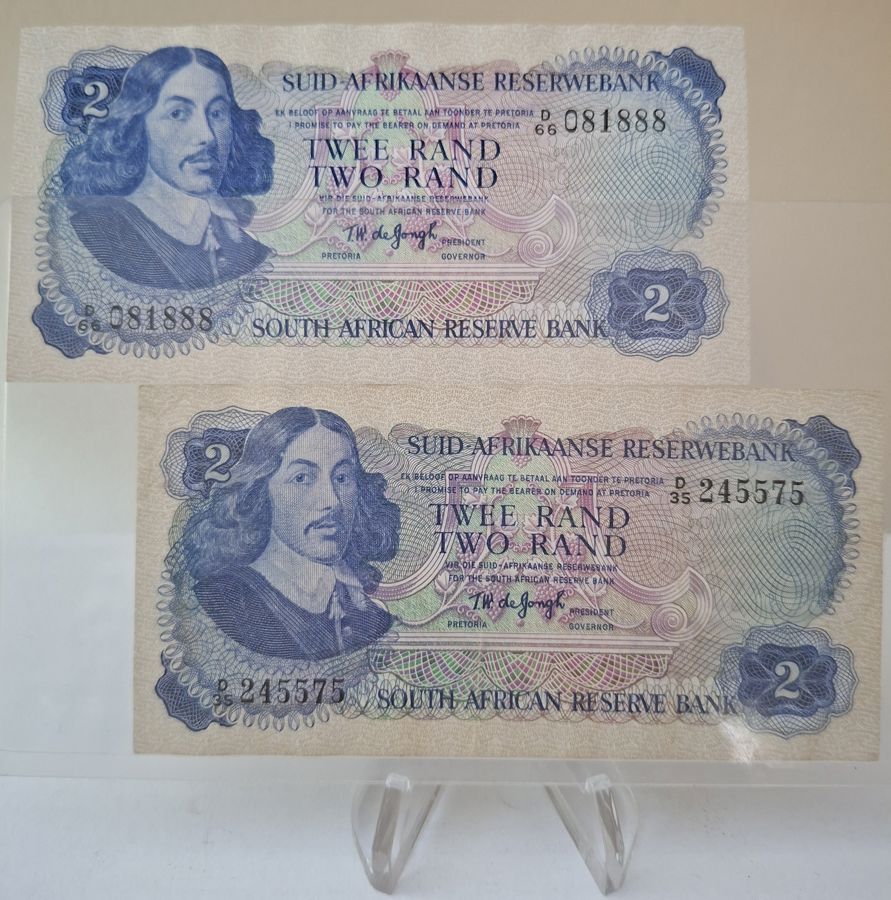 2
SUID-AFRIKAANSE RESERWEBANK
EK BELOOF OP AANVRAAG TE BETAAL AAN TOONDER TE PRETORIA
I PROMISE TO PAY THE BEARER ON DEMAND AT PRETORIA
D/66 081888
TWEE RAND
TWO RAND
VIR DIE SUID-AFRIKAANSE RESERWEBANK
FOR THE SOUTH AFRICAN RESERVE BANK
T.W. de Jongh
PRESIDENT
PRETORIA GOVERNOR
2
D/66 081888
SOUTH AFRICAN RESERVE BANK
2
SUID-AFRIKAANSE RESERWEBANK
EK BELOOF OP AANVRAAG TE BETAAL AAN TOONDER TE PRETORIA
I PROMISE TO PAY THE BEARER ON DEMAND AT PRETORIA
D/35 245575
TWEE RAND
TWO RAND
VIR DIE SUID-AFRIKAANSE RESERWEBANK
FOR THE SOUTH AFRICAN RESERVE BANK
T.W. de Jongh
PRESIDENT
PRETORIA GOVERNOR
2
D/35 245575
SOUTH AFRICAN RESERVE BANK